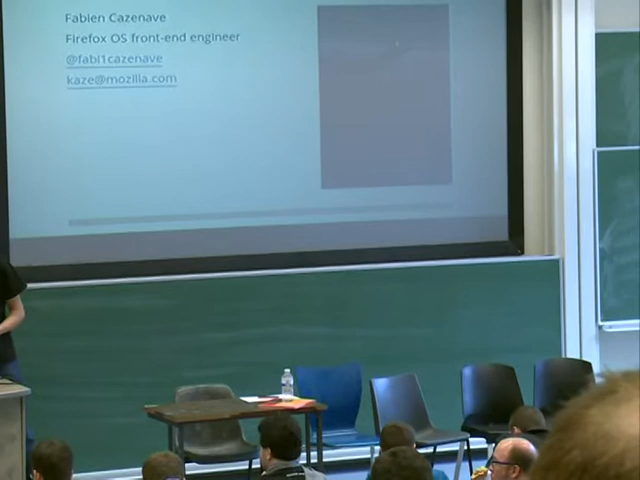 Fabien Cazenave
Firefox OS front-end engineer
@fabi1cazenave
kaze@mozilla.com